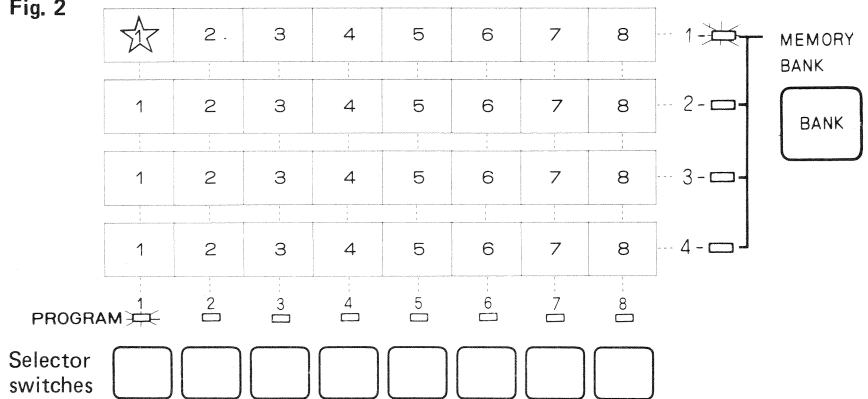 Fig. 2
1 2 3 4 5 6 7 8 1 MEMORY
BANK
1 2 3 4 5 6 7 8 2 BANK
1 2 3 4 5 6 7 8 3
1 2 3 4 5 6 7 8 4
1 2 3 4 5 6 7 8
PROGRAM
Selector
switches